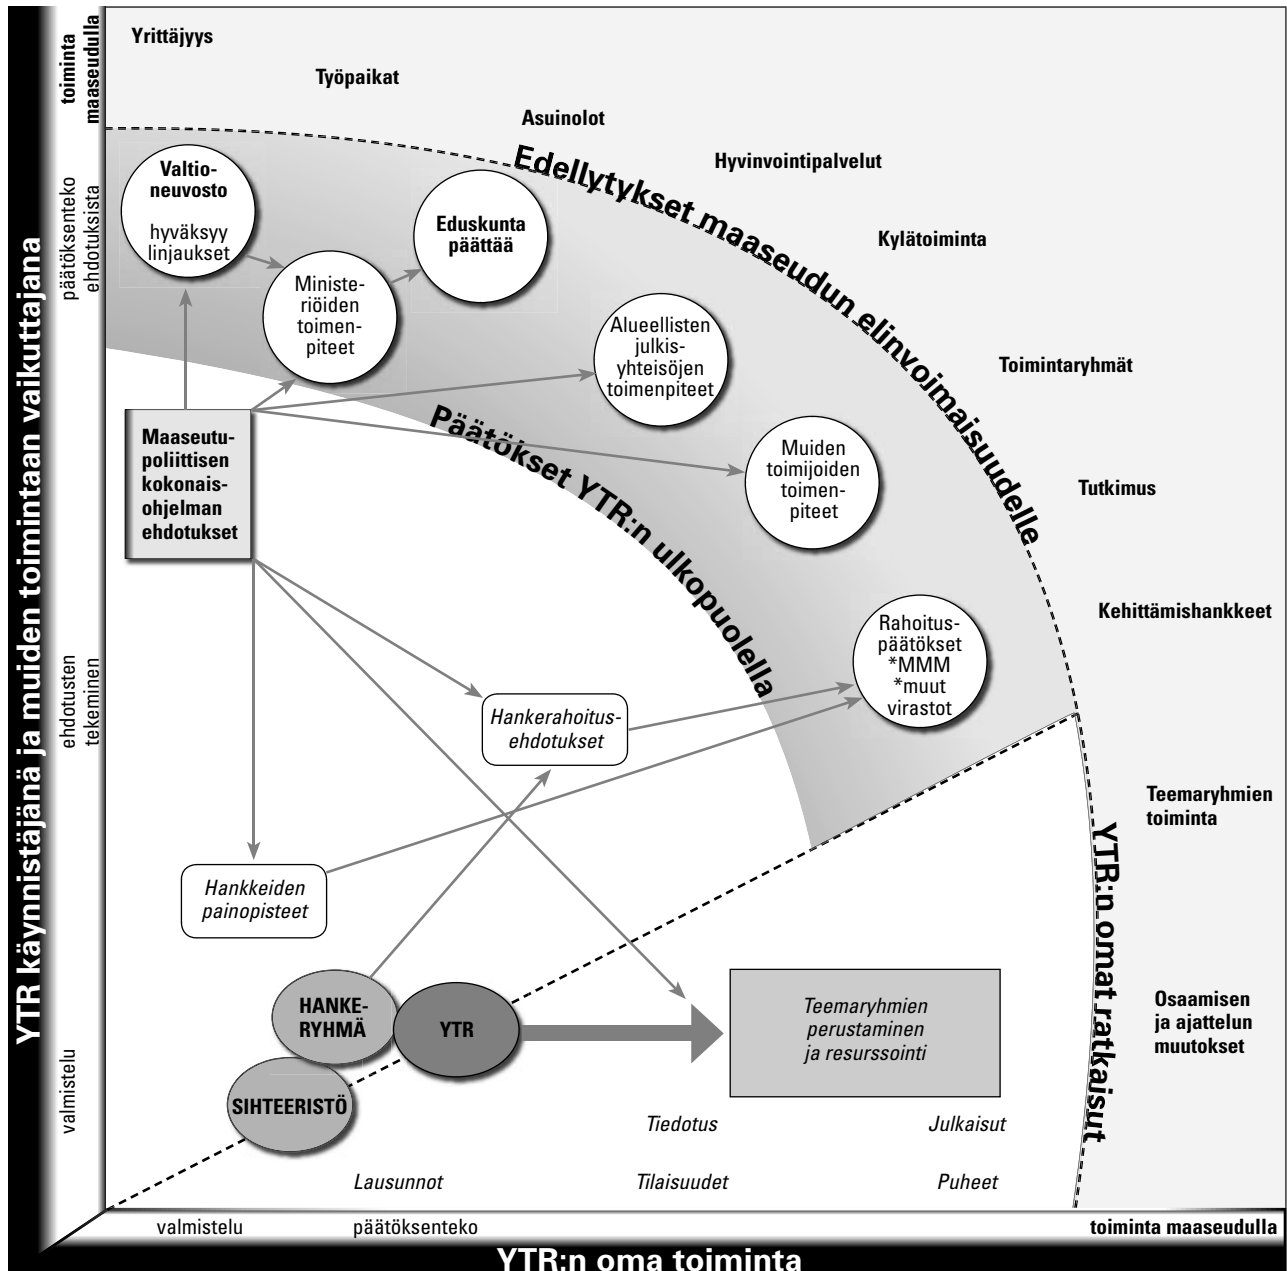 YTR käynnistäjänä ja muiden toimintaan vaikuttajana
toiminta
maaseudulla
päätöksenteko
ehdotuksista
ehdotusten
tekeminen
valmistelu
Yrittäjyys
Työpaikat
Asuinolot
Hyvinvointipalvelut
Kylätoiminta
Toimintaryhmät
Tutkimus
Kehittämishankkeet
Teemaryhmien
toiminta
Osaamisen
ja ajattelun
muutokset
Edellytykset maaseudun elinvoimaisuudelle
Valtio-
neuvosto
hyväksyy
linjaukset
Ministe-
riöiden
toimen-
piteet
Eduskunta
päättää
Alueellisten
julkis-
yhteisöjen
toimenpiteet
Muiden
toimijoiden
toimen-
piteet
Rahoitus-
päätökset
*MMM
*muut
virastot
Päätökset YTR:n ulkopuolella
Maaseutu-
poliittisen
kokonais-
ohjelman
ehdotukset
Hankerahoitus-
ehdotukset
Hankkeiden
painopisteet
HANKE-
RYHMÄ
YTR
SIHTEERISTÖ
Teemaryhmien
perustaminen
ja resurssointi
YTR:n omat ratkaisut
Tiedotus
Julkaisut
Lausunnot
Tilaisuudet
Puheet
valmistelu
päätöksenteko
toiminta maaseudulla
YTR:n oma toiminta